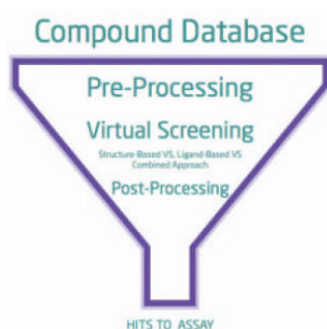 Compound Database
Pre-Processing
Virtual Screening
Structure-Based VS, Ligand-Based VS
Combined Approach
Post-Processing
HITS TO ASSAY